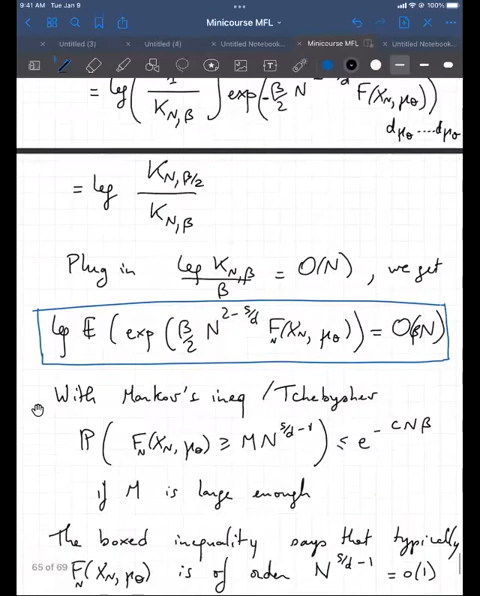 9:41 AM Tue Jan 9
100%
Minicourse MFL
Untitled (3)
Untitled (4)
Untitled Notebook...
Minicourse MFL
Untitled Notebook...
= log( 1/K_{N,β} ∫ exp(-β/2 N^{2-s/d} F(X_N, μ_θ))
dμ_θ....dμ_θ
= log K_{N,β/2} / K_{N,β}
Plug in log K_{N,β} / β = O(N), we get
log E ( exp ( β/2 N^{2-s/d} F_N(X_N, μ_θ) ) ) = O(βN)
With Markov's ineq / Tchebyshev
P( F_N(X_N, μ_θ) ≥ M N^{s/d-1} ) ≤ e^{-CNβ}
if M is large enough
The boxed inequality says that typically
65 of 69
F_N(X_N, μ_θ) is of order N^{s/d-1} = o(1)